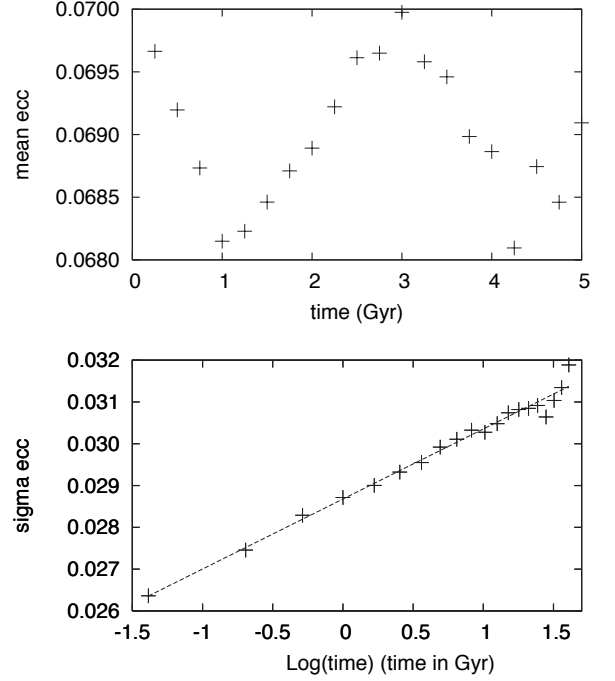 0.0700
0.0695
0.0690
0.0685
0.0680
mean ecc
0 1 2 3 4 5
time (Gyr)
0.032
0.031
0.030
0.029
0.028
0.027
0.026
sigma ecc
-1.5 -1 -0.5 0 0.5 1 1.5
Log(time) (time in Gyr)